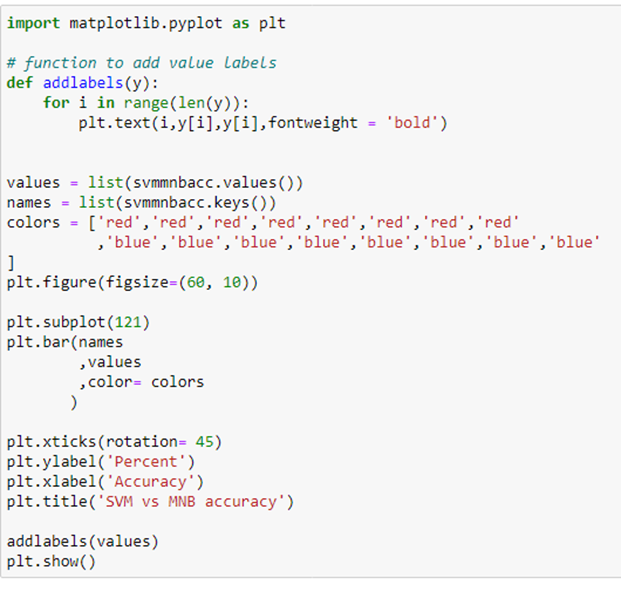 import matplotlib.pyplot as plt
# function to add value labels
def addlabels(y):
    for i in range(len(y)):
        plt.text(i,y[i],y[i],fontweight = 'bold')
values = list(svmmnbacc.values())
names = list(svmmnbacc.keys())
colors = ['red','red','red','red','red','red','red','red'
          ,'blue','blue','blue','blue','blue','blue','blue','blue'
]
plt.figure(figsize=(60, 10))
plt.subplot(121)
plt.bar(names
        ,values
        ,color= colors
       )
plt.xticks(rotation= 45)
plt.ylabel('Percent')
plt.xlabel('Accuracy')
plt.title('SVM vs MNB accuracy')
addlabels(values)
plt.show()